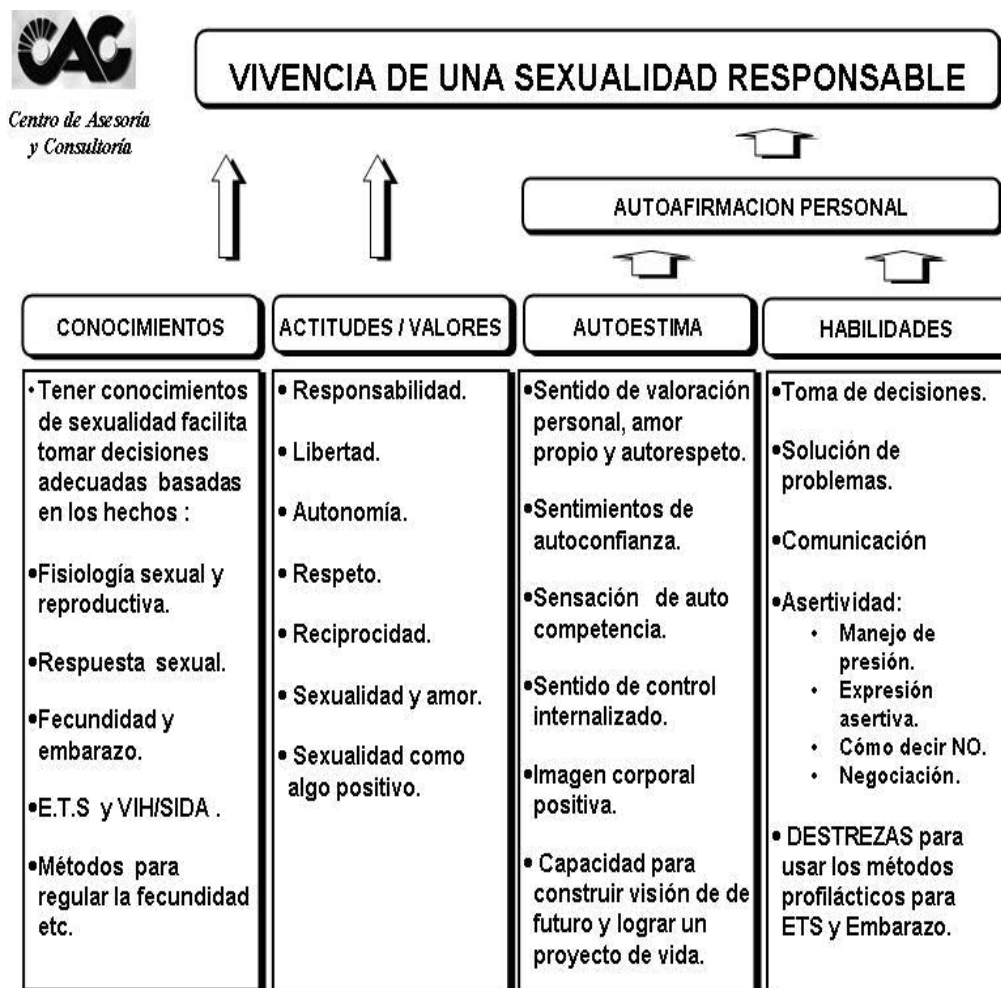 CAC
Centro de Asesoría
y Consultoría
VIVENCIA DE UNA SEXUALIDAD RESPONSABLE
AUTOAFIRMACION PERSONAL
CONOCIMIENTOS
• Tener conocimientos
de sexualidad facilita
tomar decisiones
adecuadas basadas
en los hechos :
•Fisiología sexual y
reproductiva.
•Respuesta sexual.
•Fecundidad y
embarazo.
•E.T.S y VIH/SIDA .
•Métodos para
regular la fecundidad
etc.
ACTITUDES / VALORES
• Responsabilidad.
• Libertad.
• Autonomía.
• Respeto.
• Reciprocidad.
• Sexualidad y amor.
• Sexualidad como
algo positivo.
AUTOESTIMA
•Sentido de valoración
personal, amor
propio y autorespeto.
•Sentimientos de
autoconfianza.
•Sensación de auto
competencia.
•Sentido de control
internalizado.
•Imagen corporal
positiva.
• Capacidad para
construir visión de de
futuro y lograr un
proyecto de vida.
HABILIDADES
•Toma de decisiones.
•Solución de
problemas.
•Comunicación
•Asertividad:
• Manejo de
presión.
• Expresión
asertiva.
• Cómo decir NO.
• Negociación.
• DESTREZAS para
usar los métodos
profilácticos para
ETS y Embarazo.